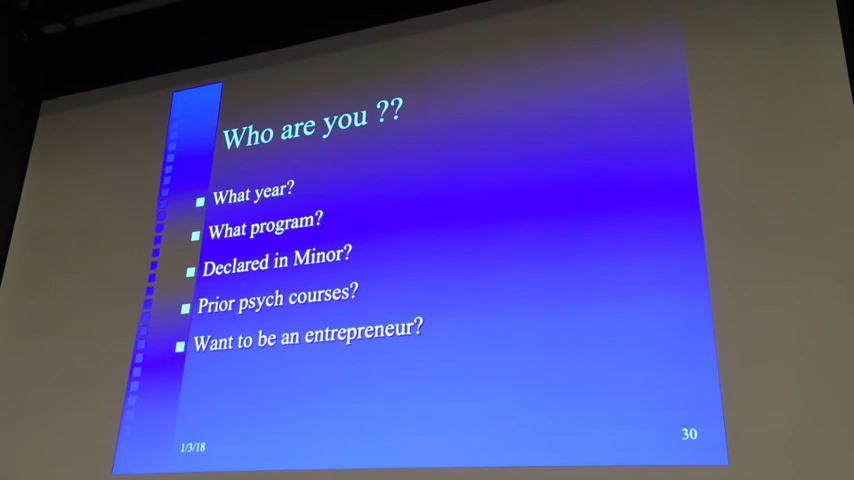 Who are you ??
What year?
What program?
Declared in Minor?
Prior psych courses?
Want to be an entrepreneur?
1/3/18
30